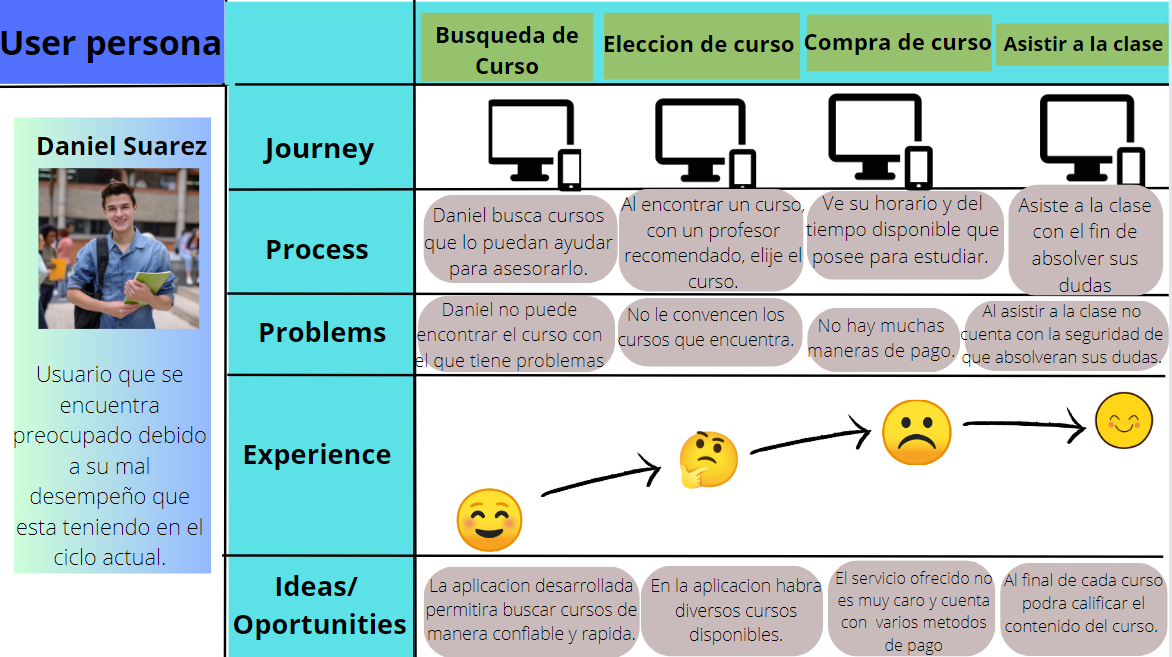 User persona
Busqueda de
Curso
Eleccion de curso
Compra de curso
Asistir a la clase
Daniel Suarez
Usuario que se
encuentra
preocupado debido
a su mal
desempeño que
esta teniendo en el
ciclo actual.
Journey
Process
Daniel busca cursos
que lo puedan ayudar
para asesorarlo.
Al encontrar un curso,
con un profesor
recomendado, elije el
curso.
Ve su horario y del
tiempo disponible que
posee para estudiar.
Asiste a la clase
con el fin de
absolver sus
dudas
Problems
Daniel no puede
encontrar el curso con
el que tiene problemas
No le convencen los
cursos que encuentra.
No hay muchas
maneras de pago.
Al asistir a la clase no
cuenta con la seguridad de
que absolveran sus dudas.
Experience
Ideas/
Oportunities
La aplicacion desarrollada
permitira buscar cursos de
manera confiable y rapida.
En la aplicacion habra
diversos cursos
disponibles.
El servicio ofrecido no
es muy caro y cuenta
con varios metodos
de pago
Al final de cada curso
podra calificar el
contenido del curso.